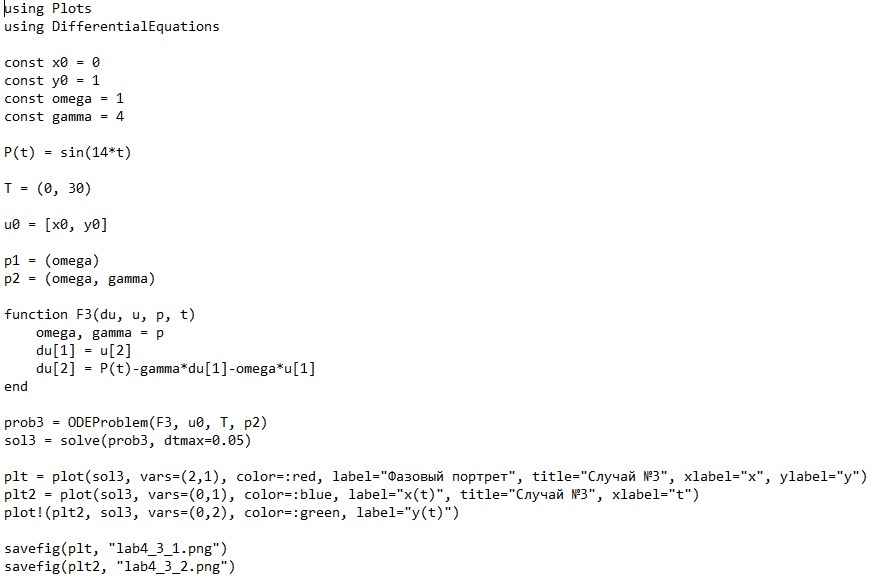 using Plots
using DifferentialEquations

const x0 = 0
const y0 = 1
const omega = 1
const gamma = 4

P(t) = sin(14*t)

T = (0, 30)

u0 = [x0, y0]

p1 = (omega)
p2 = (omega, gamma)

function F3(du, u, p, t)
    omega, gamma = p
    du[1] = u[2]
    du[2] = P(t)-gamma*du[1]-omega*u[1]
end

prob3 = ODEProblem(F3, u0, T, p2)
sol3 = solve(prob3, dtmax=0.05)

plt = plot(sol3, vars=(2,1), color=:red, label="Фазовый портрет", title="Случай №3", xlabel="x", ylabel="y")
plt2 = plot(sol3, vars=(0,1), color=:blue, label="x(t)", title="Случай №3", xlabel="t")
plot!(plt2, sol3, vars=(0,2), color=:green, label="y(t)")

savefig(plt, "lab4_3_1.png")
savefig(plt2, "lab4_3_2.png")